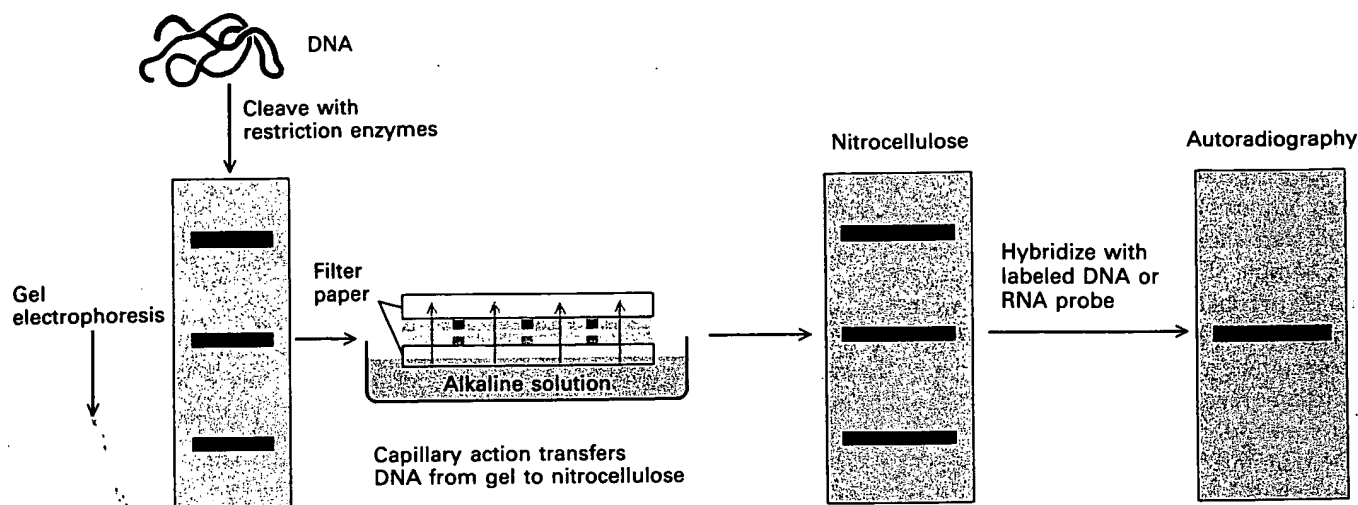 DNA
Cleave with
restriction enzymes
Gel
electrophoresis
Filter
paper
Alkaline solution
Capillary action transfers
DNA from gel to nitrocellulose
Nitrocellulose
Hybridize with
labeled DNA or
RNA probe
Autoradiography